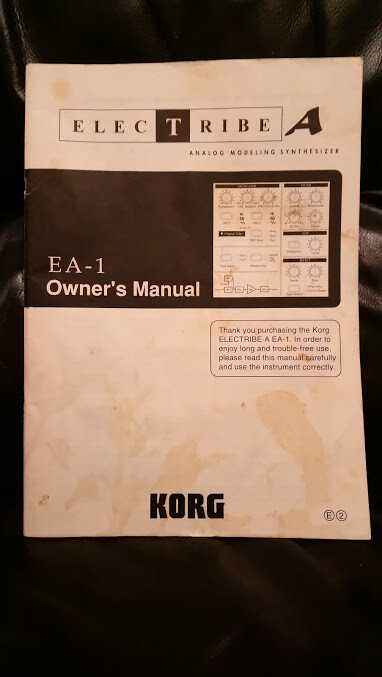 ELECTRIBE A
ANALOG MODELING SYNTHESIZER
EA-1
Owner's Manual
Thank you purchasing the Korg
ELECTRIBE·A EA-1. In order to
enjoy long and trouble-free use,
please read this manual carefully
and use the instrument correctly.
KORG
E 2